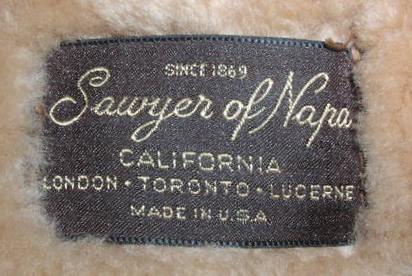 SINCE 1869
Sawyer of Napa
CALIFORNIA
LONDON • TORONTO • LUCERNE
MADE IN U.S.A.